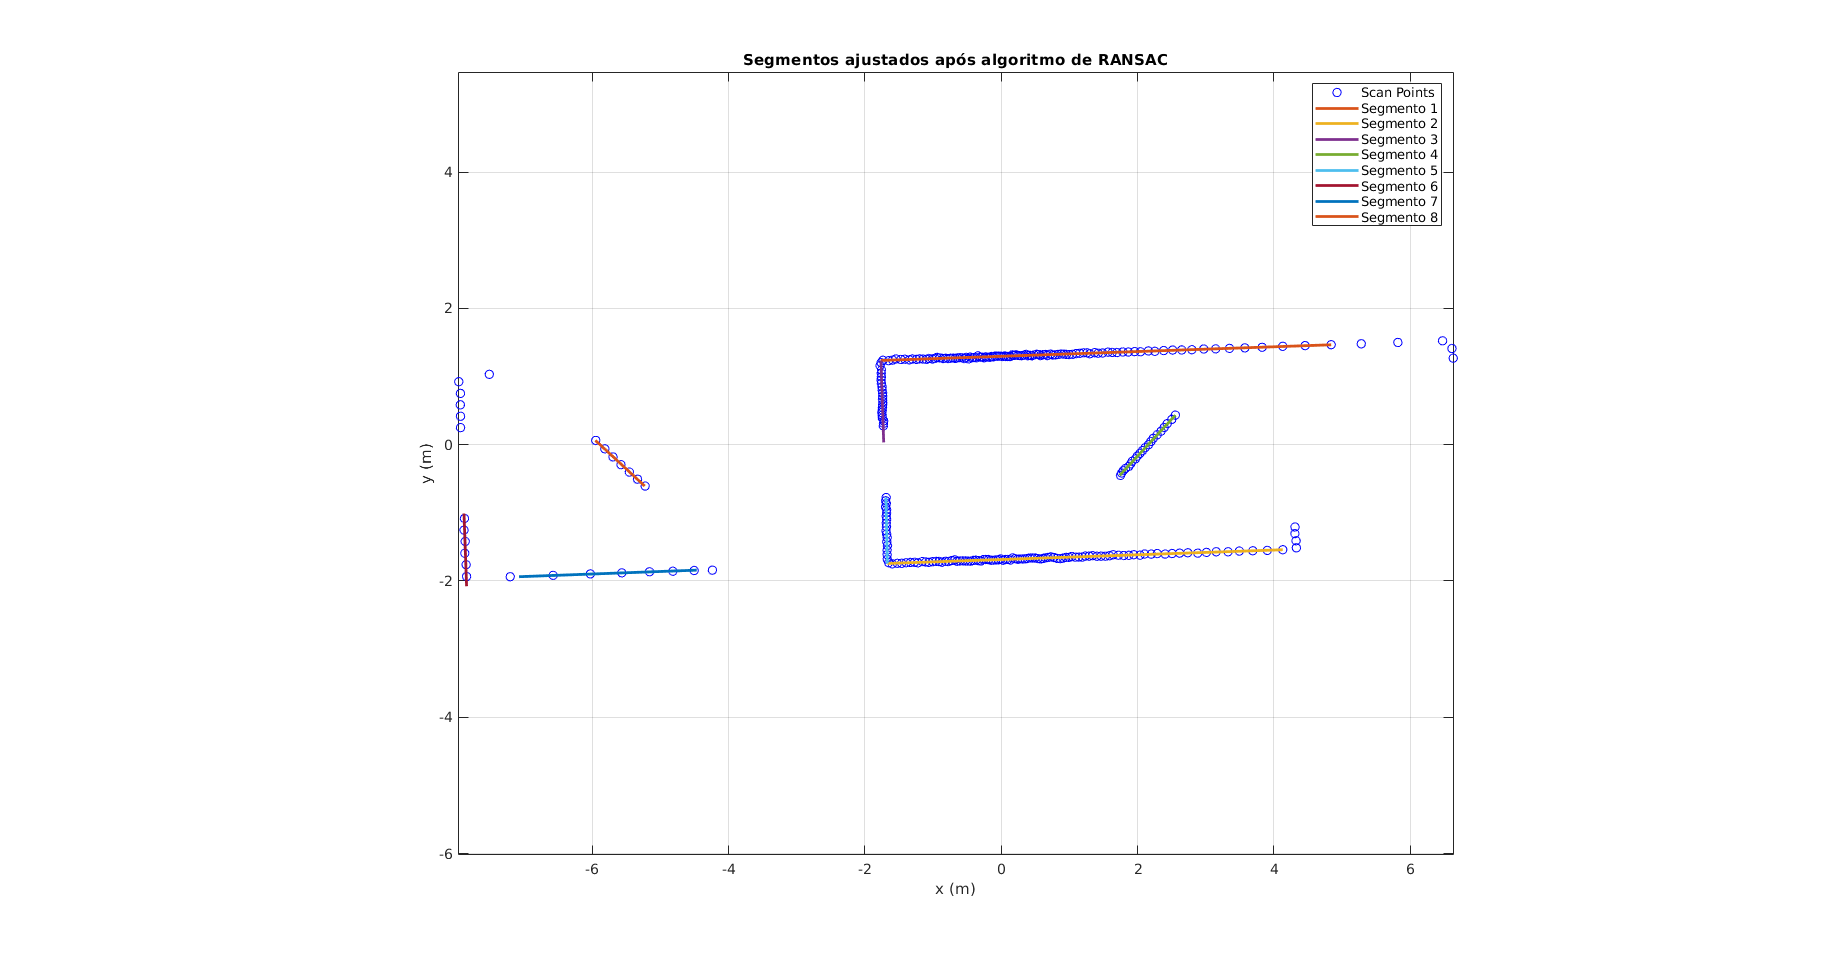 Segmentos ajustados após algoritmo de RANSAC
Scan Points
Segmento 1
Segmento 2
Segmento 3
Segmento 4
Segmento 5
Segmento 6
Segmento 7
Segmento 8
4
2
0
-2
-4
-6
y (m)
-6 -4 -2 0 2 4 6
x (m)